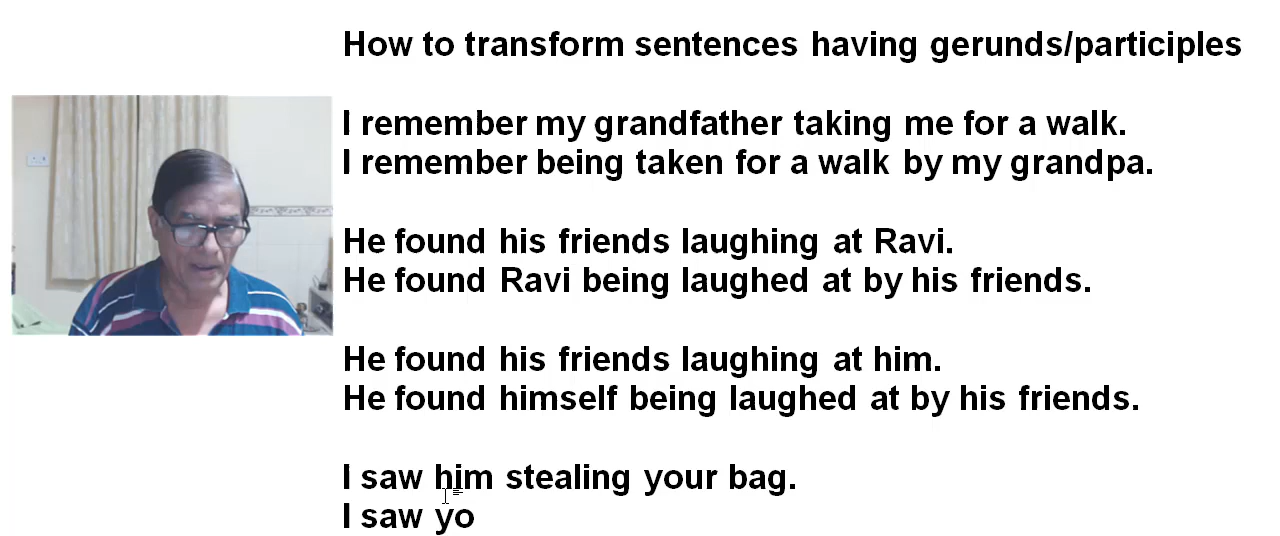 How to transform sentences having gerunds/participles
I remember my grandfather taking me for a walk.
I remember being taken for a walk by my grandpa.
He found his friends laughing at Ravi.
He found Ravi being laughed at by his friends.
He found his friends laughing at him.
He found himself being laughed at by his friends.
I saw him stealing your bag.
I saw yo